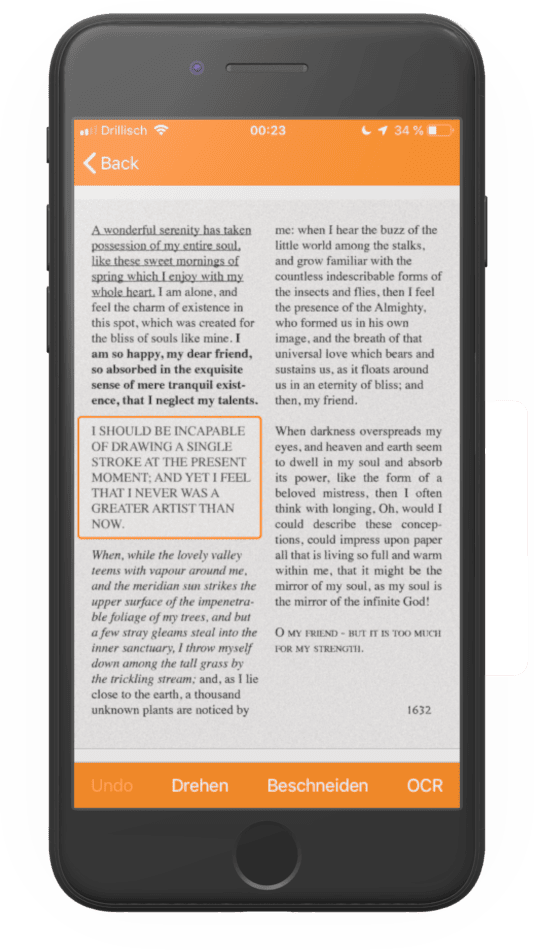 Drillisch 00:23 34 %
Back
A wonderful serenity has taken
possession of my entire soul,
like these sweet mornings of
spring which I enjoy with my
whole heart. I am alone, and
feel the charm of existence in
this spot, which was created for
the bliss of souls like mine. I
am so happy, my dear friend,
so absorbed in the exquisite
sense of mere tranquil exist-
ence, that I neglect my talents.
I SHOULD BE INCAPABLE
OF DRAWING A SINGLE
STROKE AT THE PRESENT
MOMENT; AND YET I FEEL
THAT I NEVER WAS A
GREATER ARTIST THAN
NOW.
When, while the lovely valley
teems with vapour around me,
and the meridian sun strikes the
upper surface of the impenetra-
ble foliage of my trees, and but
a few stray gleams steal into the
inner sanctuary, I throw myself
down among the tall grass by
the trickling stream; and, as I lie
close to the earth, a thousand
unknown plants are noticed by
me: when I hear the buzz of the
little world among the stalks,
and grow familiar with the
countless indescribable forms of
the insects and flies, then I feel
the presence of the Almighty,
who formed us in his own
image, and the breath of that
universal love which bears and
sustains us, as it floats around
us in an eternity of bliss; and
then, my friend.
When darkness overspreads my
eyes, and heaven and earth seem
to dwell in my soul and absorb
its power, like the form of a
beloved mistress, then I often
think with longing, Oh, would I
could describe these concep-
tions, could impress upon paper
all that is living so full and warm
within me, that it might be the
mirror of my soul, as my soul is
the mirror of the infinite God!
O MY FRIEND - BUT IT IS TOO MUCH
FOR MY STRENGTH.
1632
Undo Drehen Beschneiden OCR